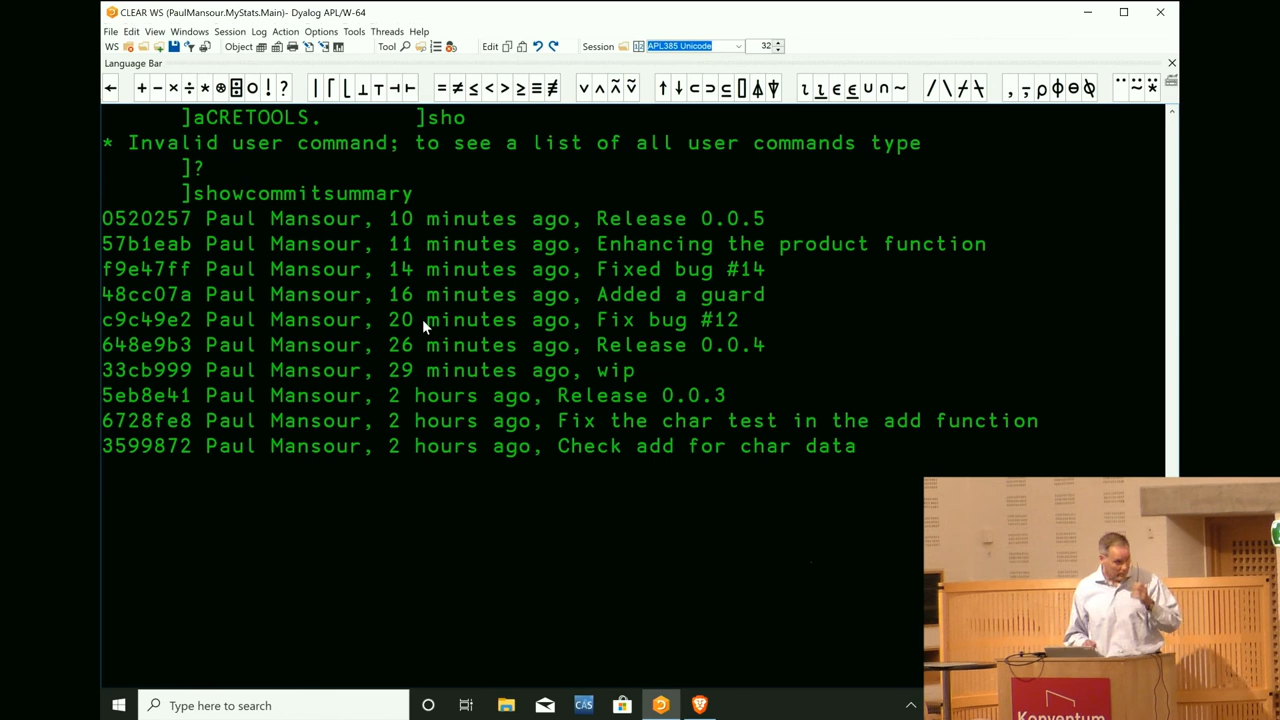 CLEAR WS (PaulMansour.MyStats.Main)- Dyalog APL/W-64
File Edit View Windows Session Log Action Options Tools Threads Help
WS Object Tool Edit Session APL385 Unicode 32
Language Bar
← + - × ÷ * ⍟ ⌹ ○ ! ? | ⌈ ⌊ ⊥ ⊤ ⊣ ⊢ = ≠ ≤ < > ≥ ≡ ≢ ∨ ∧ ⍲ ⍱ ↑ ↓ ⊂ ⊃ ⊆ ⌷ ⍋ ⍒ ⍳ ⍸ ∊ ⍷ ∪ ∩ ~ / \ ⌿ ⍀ , ⍪ ⍴ ⌽ ⊖ ⍉ ¨ ⍨ ⍣
]aCRETOOLS. ]sho
* Invalid user command; to see a list of all user commands type
]?
]showcommitsummary
0520257 Paul Mansour, 10 minutes ago, Release 0.0.5
57b1eab Paul Mansour, 11 minutes ago, Enhancing the product function
f9e47ff Paul Mansour, 14 minutes ago, Fixed bug #14
48cc07a Paul Mansour, 16 minutes ago, Added a guard
c9c49e2 Paul Mansour, 20 minutes ago, Fix bug #12
648e9b3 Paul Mansour, 26 minutes ago, Release 0.0.4
33cb999 Paul Mansour, 29 minutes ago, wip
5eb8e41 Paul Mansour, 2 hours ago, Release 0.0.3
6728fe8 Paul Mansour, 2 hours ago, Fix the char test in the add function
3599872 Paul Mansour, 2 hours ago, Check add for char data
Konventum
Type here to search
CAS